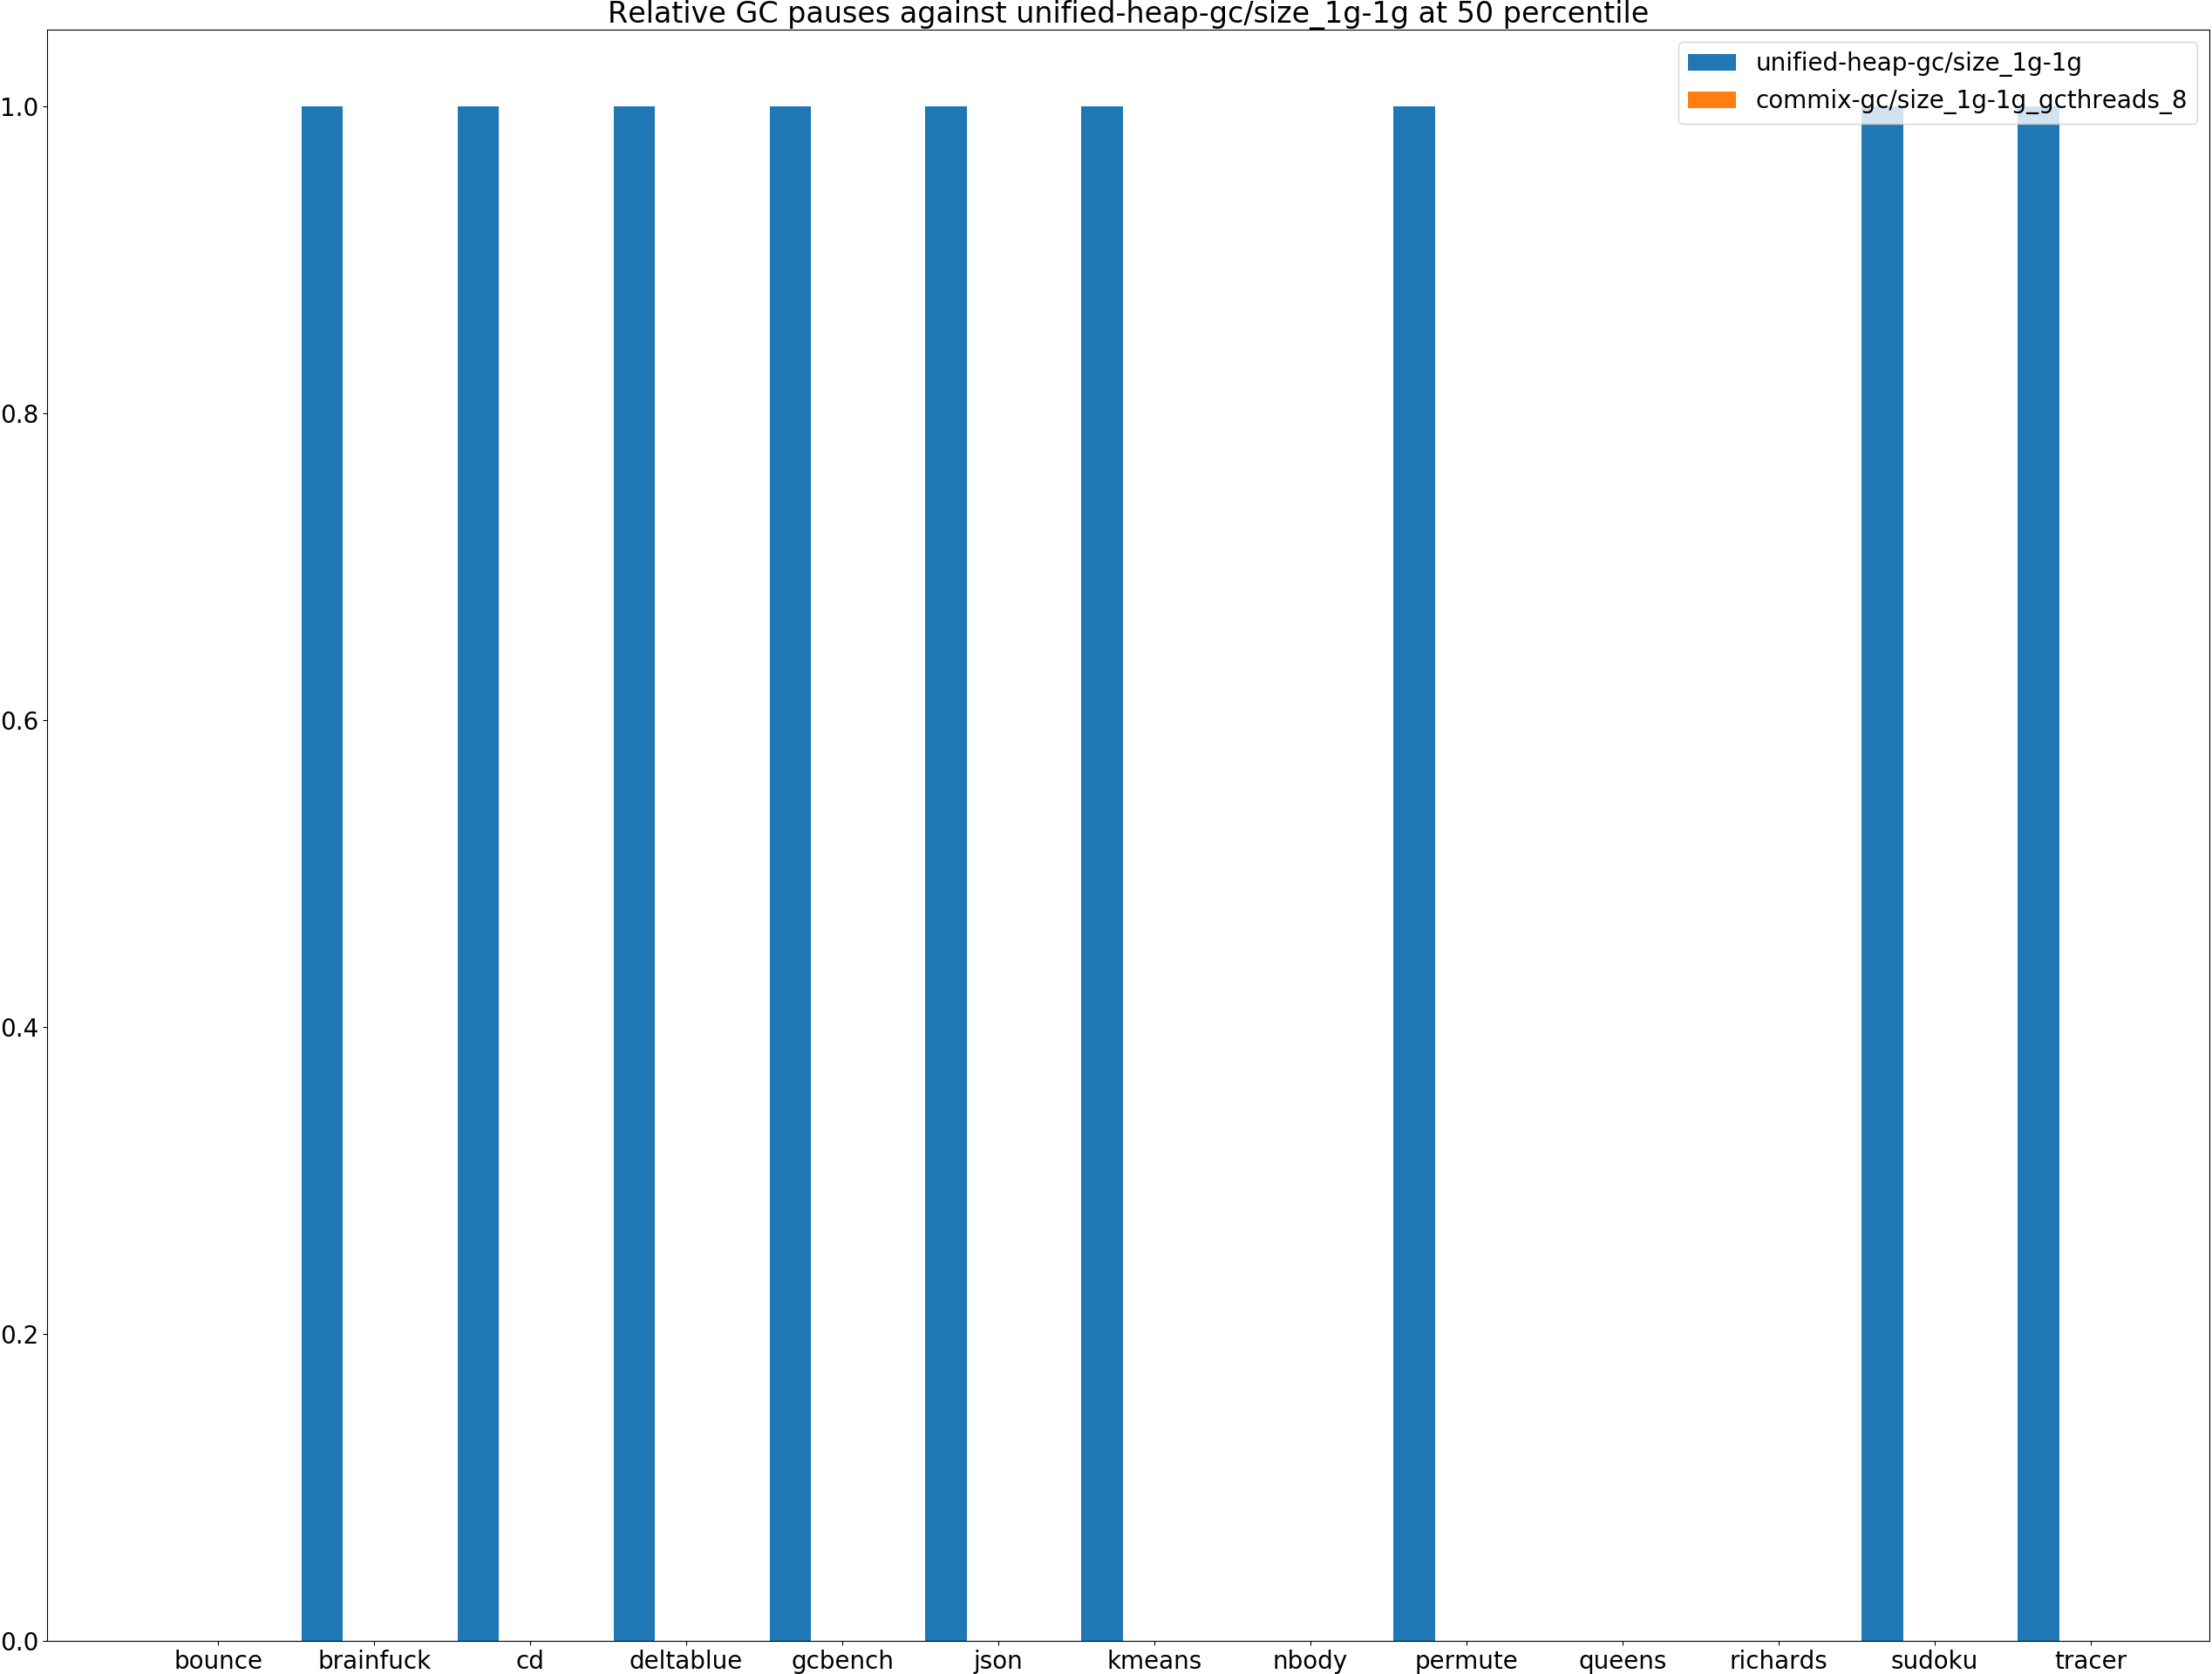 Relative GC pauses against unified-heap-gc/size_1g-1g at 50 percentile
unified-heap-gc/size_1g-1g
commix-gc/size_1g-1g_gcthreads_8
1.0
0.8
0.6
0.4
0.2
0.0
bounce brainfuck cd deltablue gcbench json kmeans nbody permute queens richards sudoku tracer